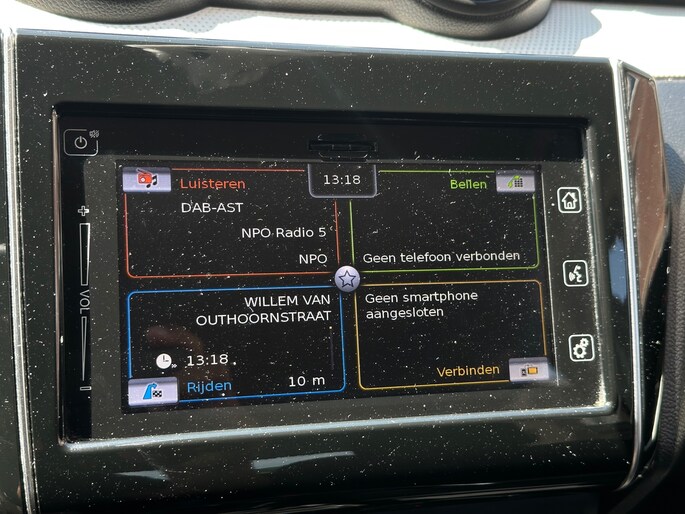 Luisteren
13:18
Bellen
DAB-AST
NPO Radio 5
NPO
Geen telefoon verbonden
WILLEM VAN
OUTHOORNSTRAAT
13:18
Rijden
10 m
Geen smartphone
aangesloten
Verbinden
+
VOL
-